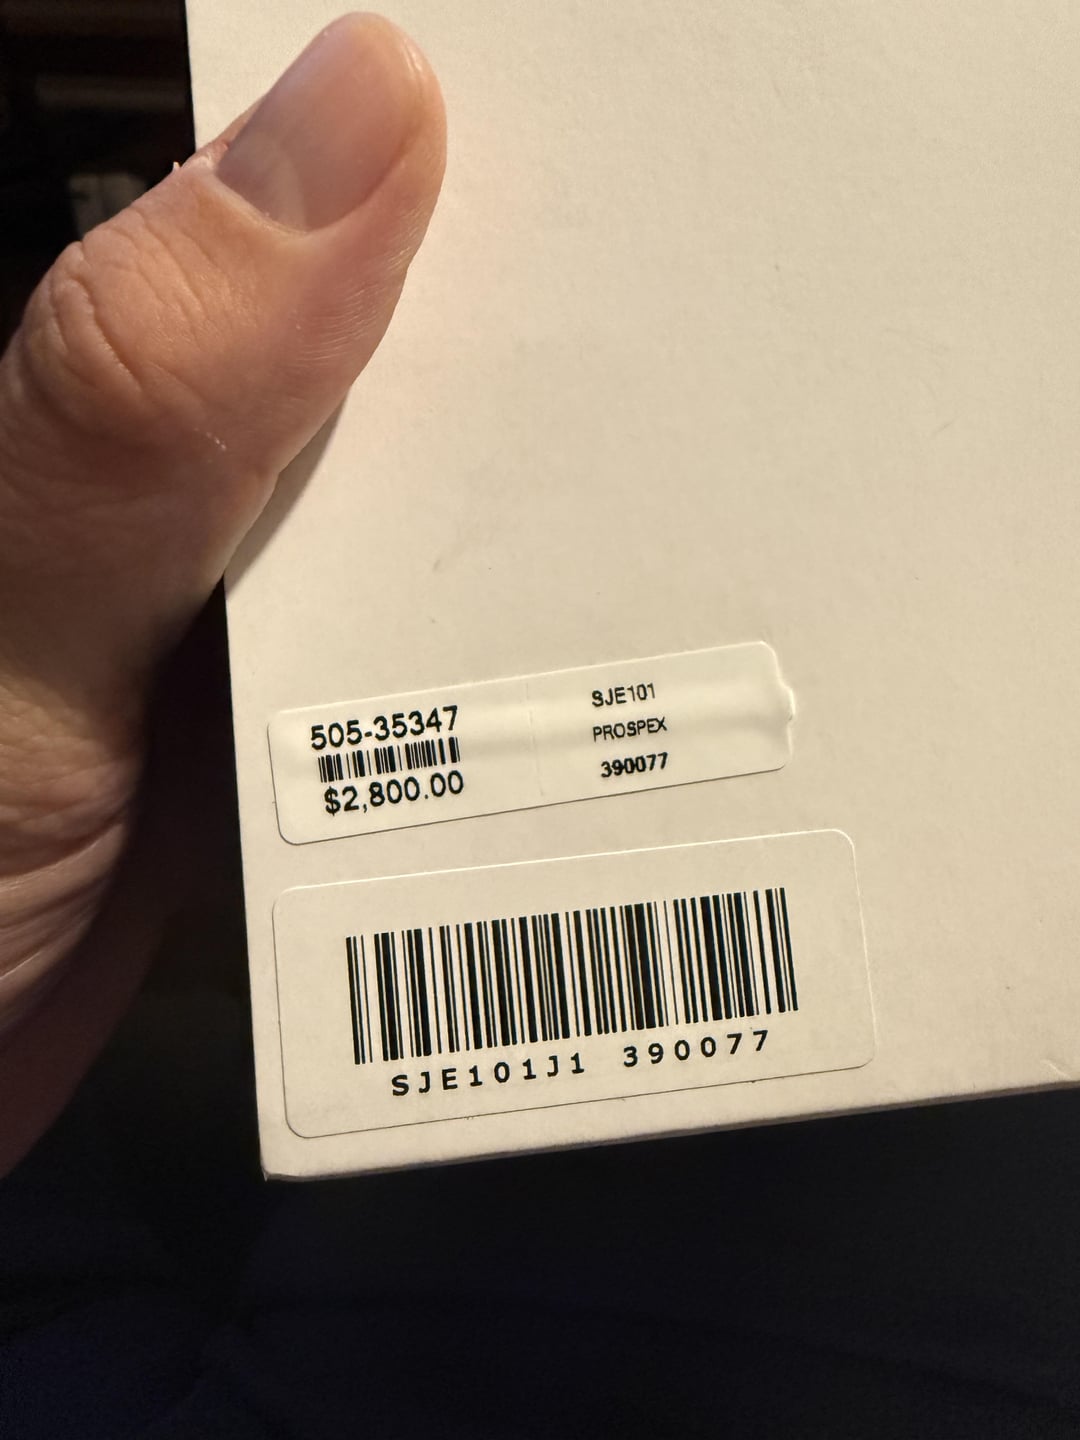 505-35347
$2,800.00
SJE101
PROSPEX
390077
SJE101J1 390077